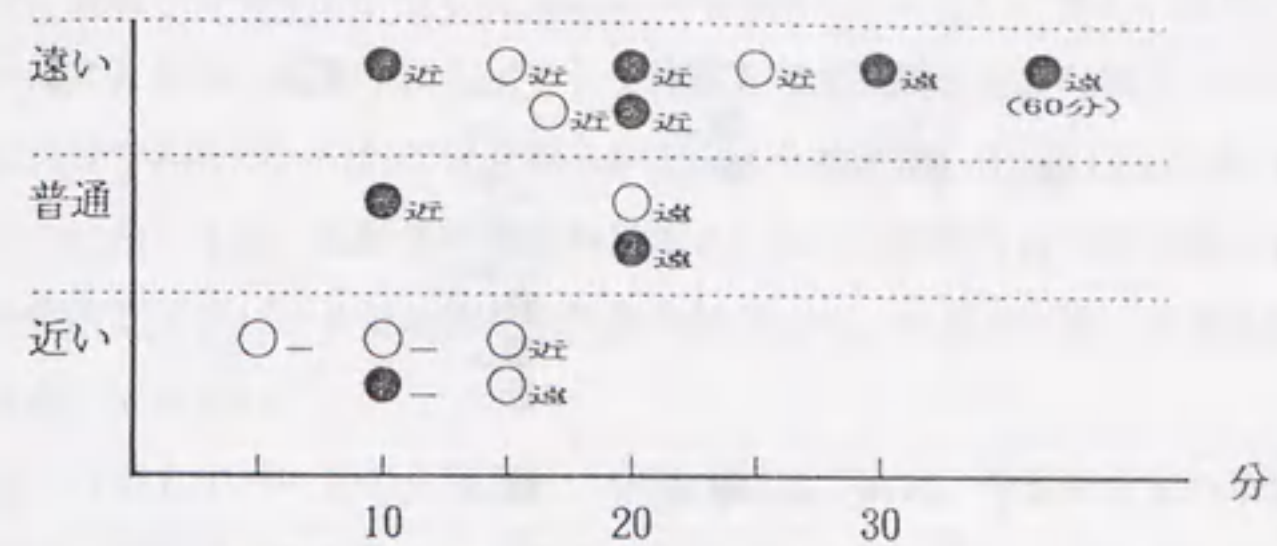 遠い ●近 ○近 ●近 ○近 ●遠 ●遠
(60分)
○近 ●近
普通 ●近 ○遠
●遠
近い ○− ○− ○近
●− ○遠
10 20 30 分